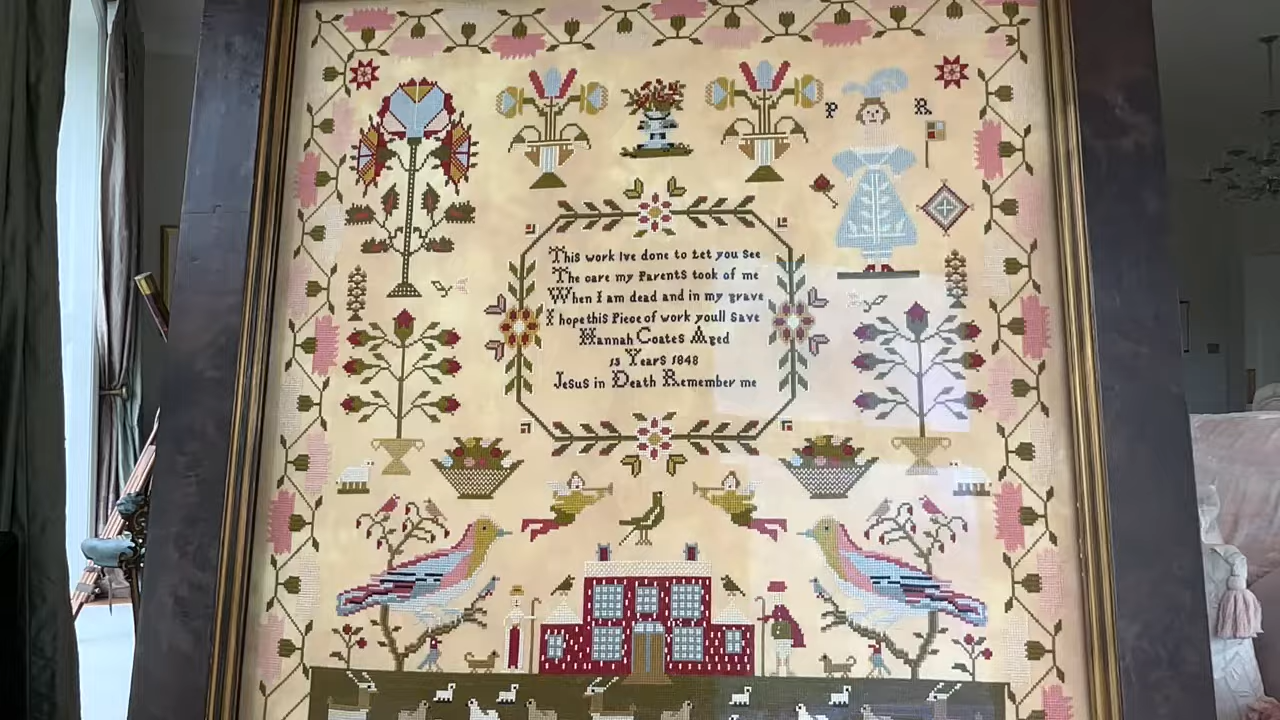 P R
This work Ive done to Let you See
The care my Parents took of me
When I am dead and in my grave
I hope this Piece of work youll Save
Hannah Coates Aged
13 Years 1848
Jesus in Death Remember me